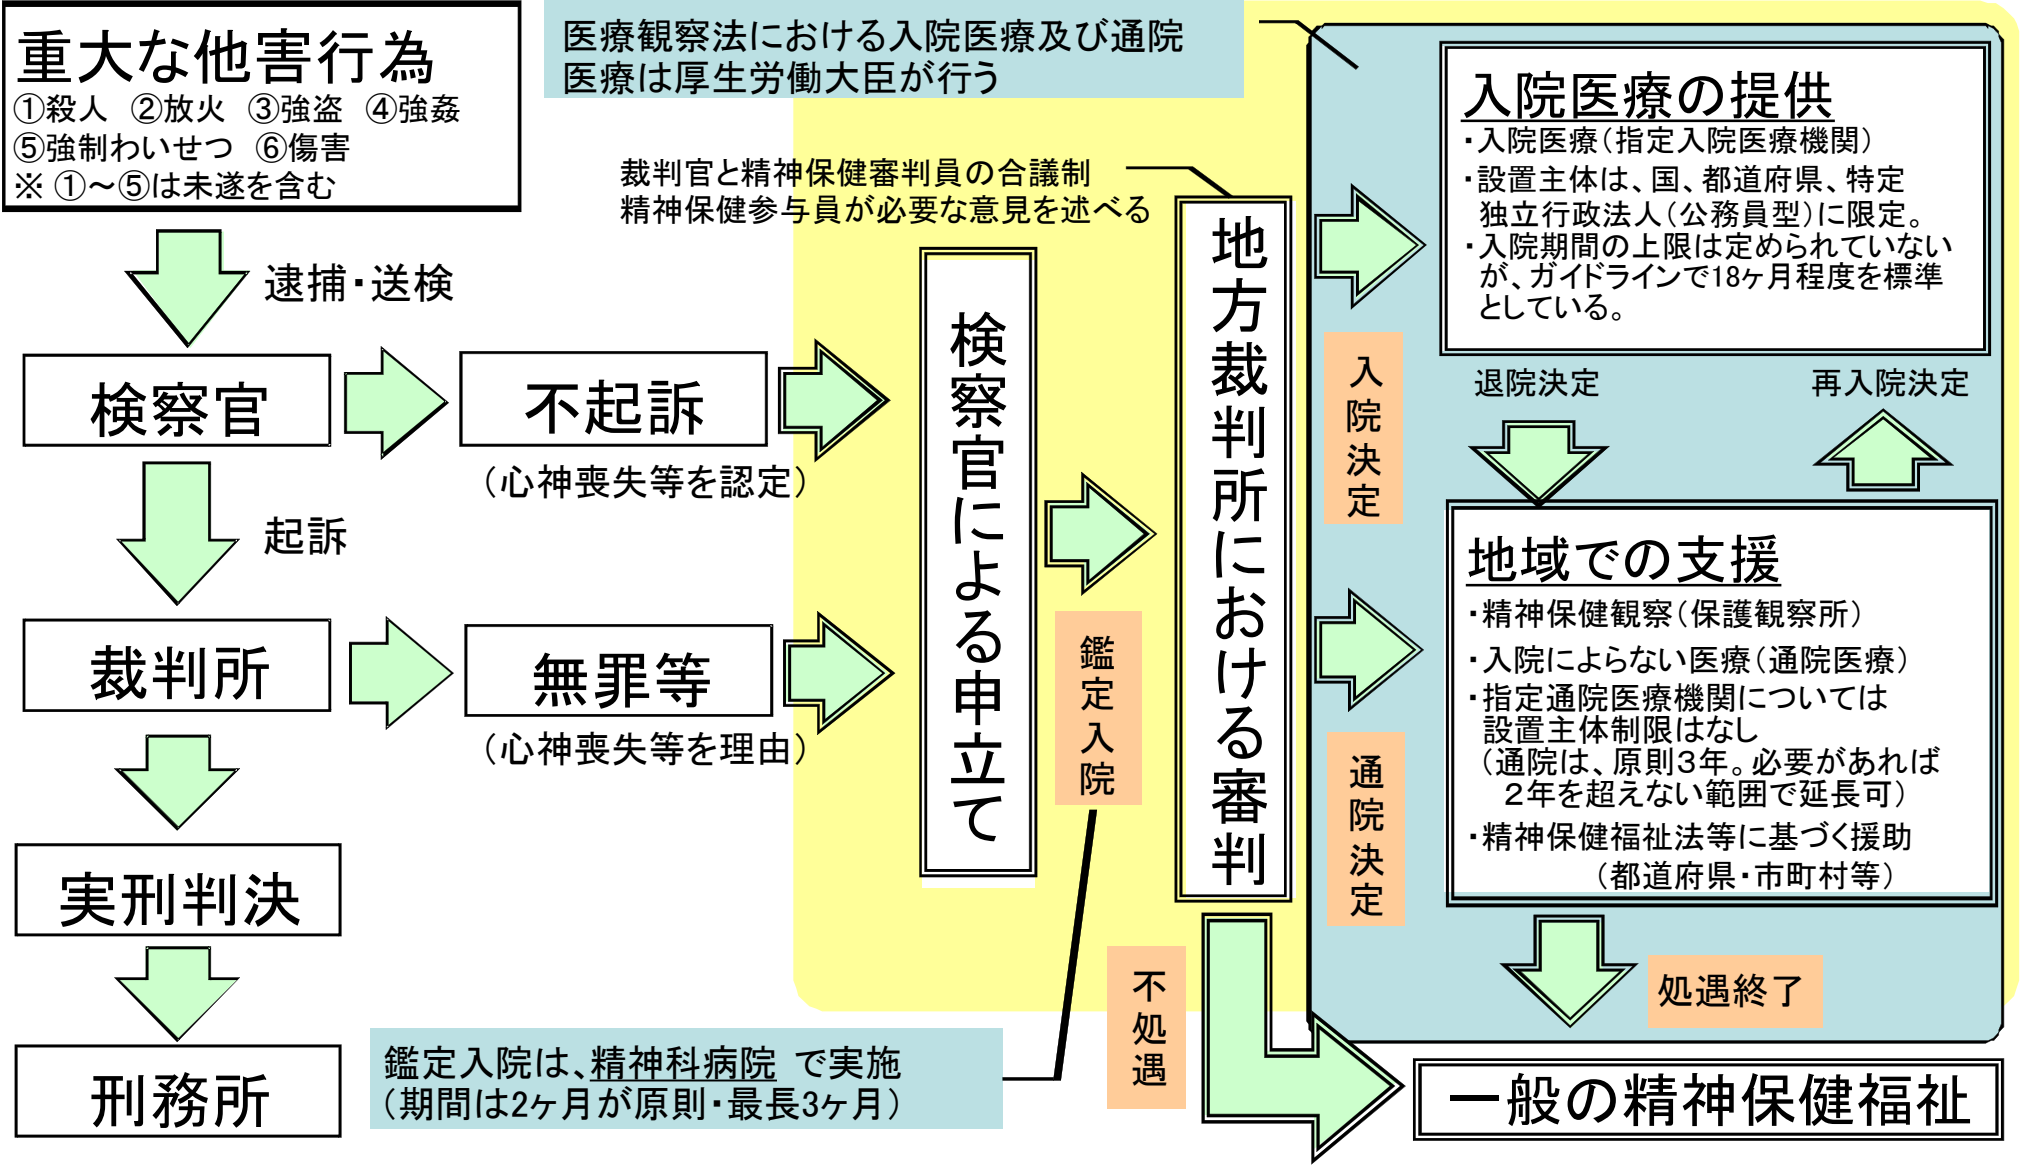 重大な他害行為
①殺人 ②放火 ③強盗 ④強姦
⑤強制わいせつ ⑥傷害
※ ①～⑤は未遂を含む
逮捕・送検
検察官
起訴
裁判所
実刑判決
刑務所
不起訴
（心神喪失等を認定）
無罪等
（心神喪失等を理由）
医療観察法における入院医療及び通院
医療は厚生労働大臣が行う
裁判官と精神保健審判員の合議制
精神保健参与員が必要な意見を述べる
検察官による申立て
鑑定入院
鑑定入院は、精神科病院 で実施
（期間は2ヶ月が原則・最長3ヶ月）
地方裁判所における審判
入院決定
通院決定
不処遇
入院医療の提供
・入院医療（指定入院医療機関）
・設置主体は、国、都道府県、特定
独立行政法人（公務員型）に限定。
・入院期間の上限は定められていない
が、ガイドラインで18ヶ月程度を標準
としている。
退院決定
再入院決定
地域での支援
・精神保健観察（保護観察所）
・入院によらない医療（通院医療）
・指定通院医療機関については
設置主体制限はなし
（通院は、原則３年。必要があれば
２年を超えない範囲で延長可）
・精神保健福祉法等に基づく援助
（都道府県・市町村等）
処遇終了
一般の精神保健福祉